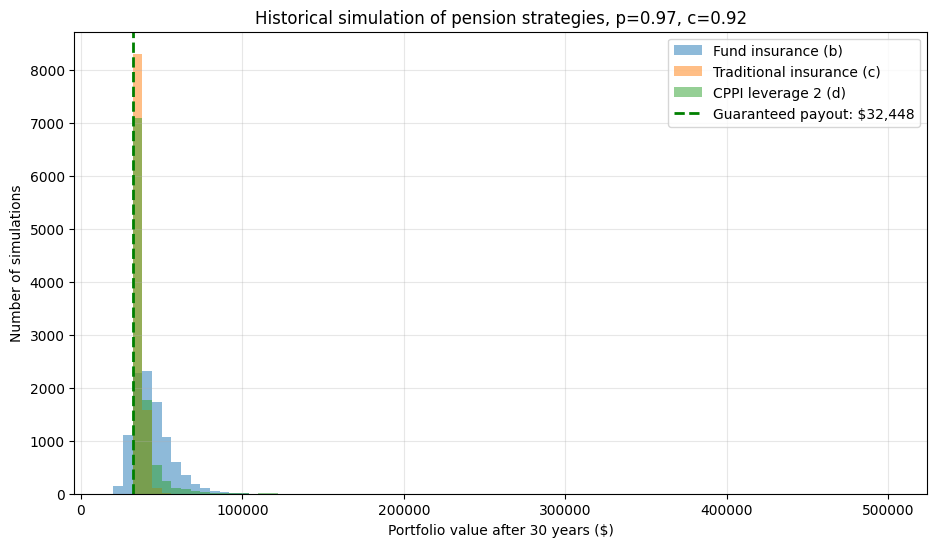 Historical simulation of pension strategies, p=0.97, c=0.92
Fund insurance (b)
Traditional insurance (c)
CPPI leverage 2 (d)
Guaranteed payout: $32,448
Number of simulations
8000
7000
6000
5000
4000
3000
2000
1000
0
0
100000
200000
300000
400000
500000
Portfolio value after 30 years ($)